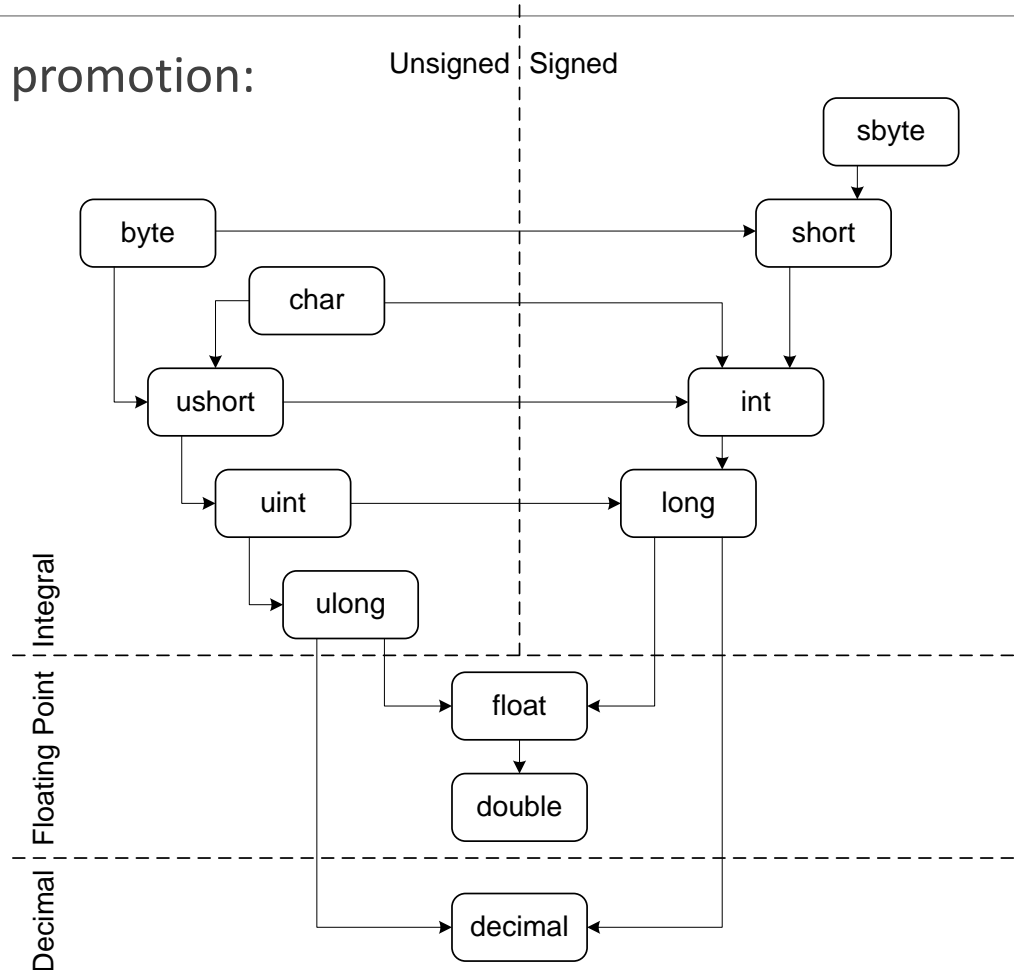 promotion:
Unsigned
Signed
sbyte
byte
short
char
ushort
int
uint
long
ulong
Integral
float
Floating Point
double
decimal
Decimal